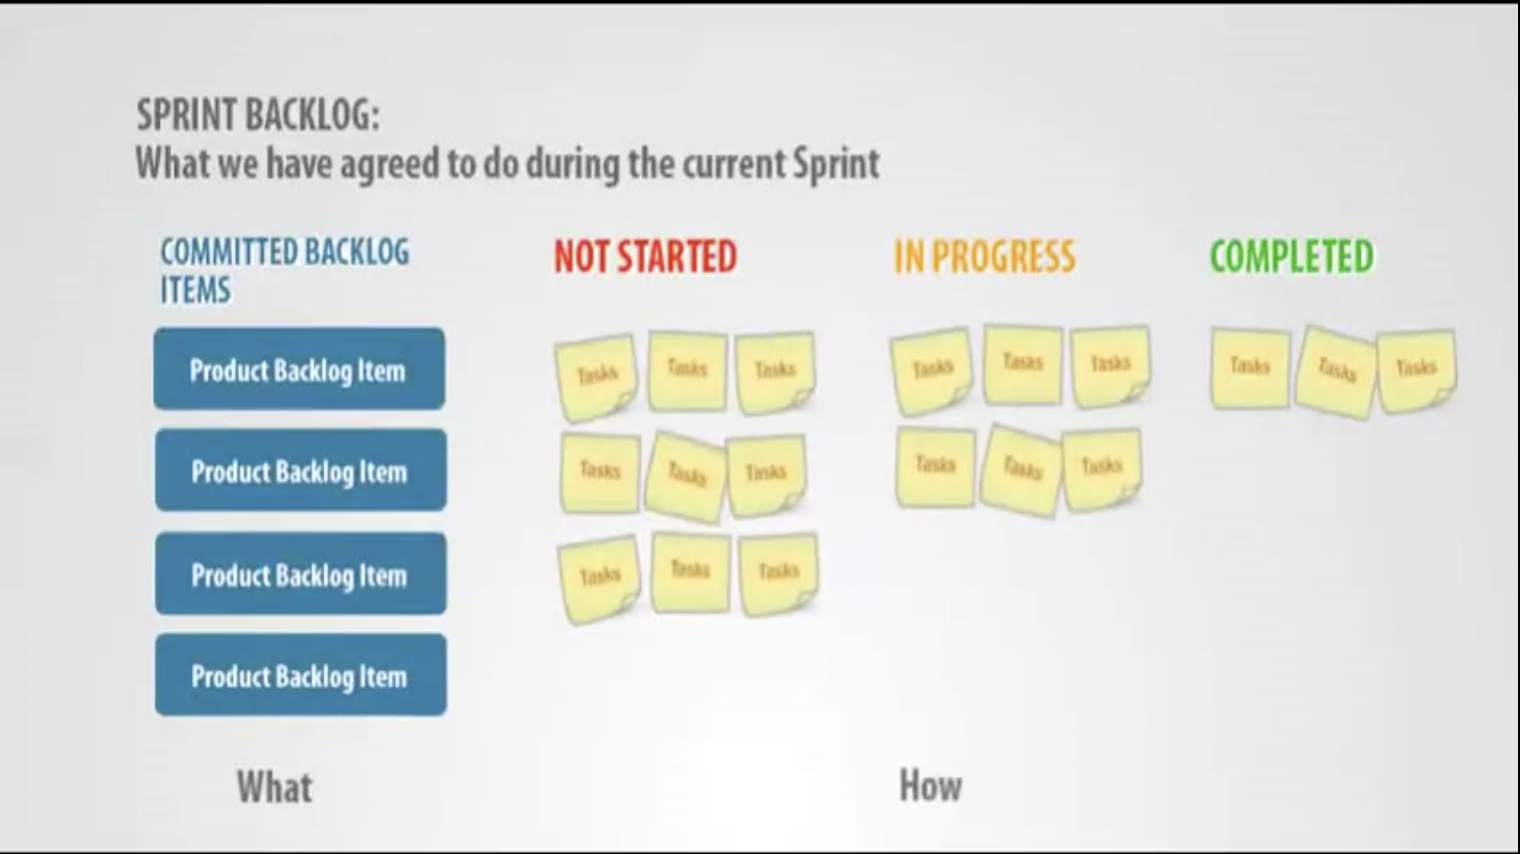 SPRINT BACKLOG:
What we have agreed to do during the current Sprint
COMMITTED BACKLOG
ITEMS
NOT STARTED
IN PROGRESS
COMPLETED
Product Backlog Item
Tasks Tasks Tasks
Tasks Tasks Tasks
Tasks Tasks Tasks
Product Backlog Item
Tasks Tasks Tasks
Tasks Tasks Tasks
Product Backlog Item
Tasks Tasks Tasks
Product Backlog Item
What
How